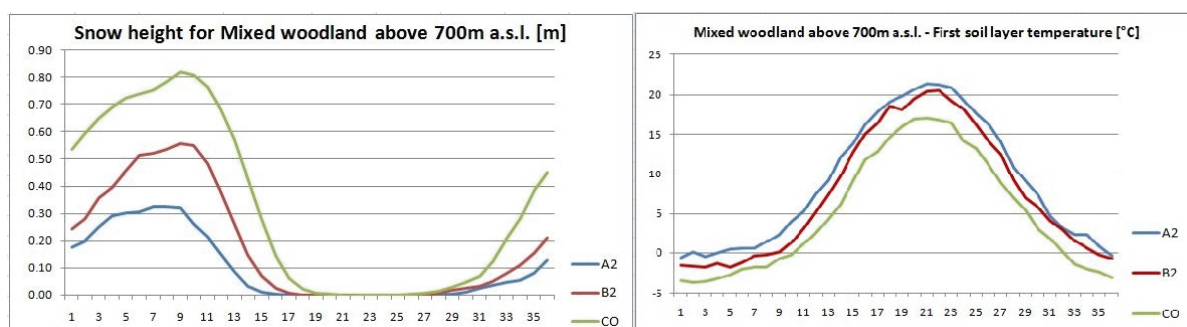 Snow height for Mixed woodland above 700m a.s.l. [m]
0.90
0.80
0.70
0.60
0.50
0.40
0.30
0.20
0.10
0.00
1 3 5 7 9 11 13 15 17 19 21 23 25 27 29 31 33 35
A2
B2
CO
Mixed woodland above 700m a.s.l. - First soil layer temperature [°C]
25
20
15
10
5
0
-5
1 3 5 7 9 11 13 15 17 19 21 23 25 27 29 31 33 35
A2
B2
CO